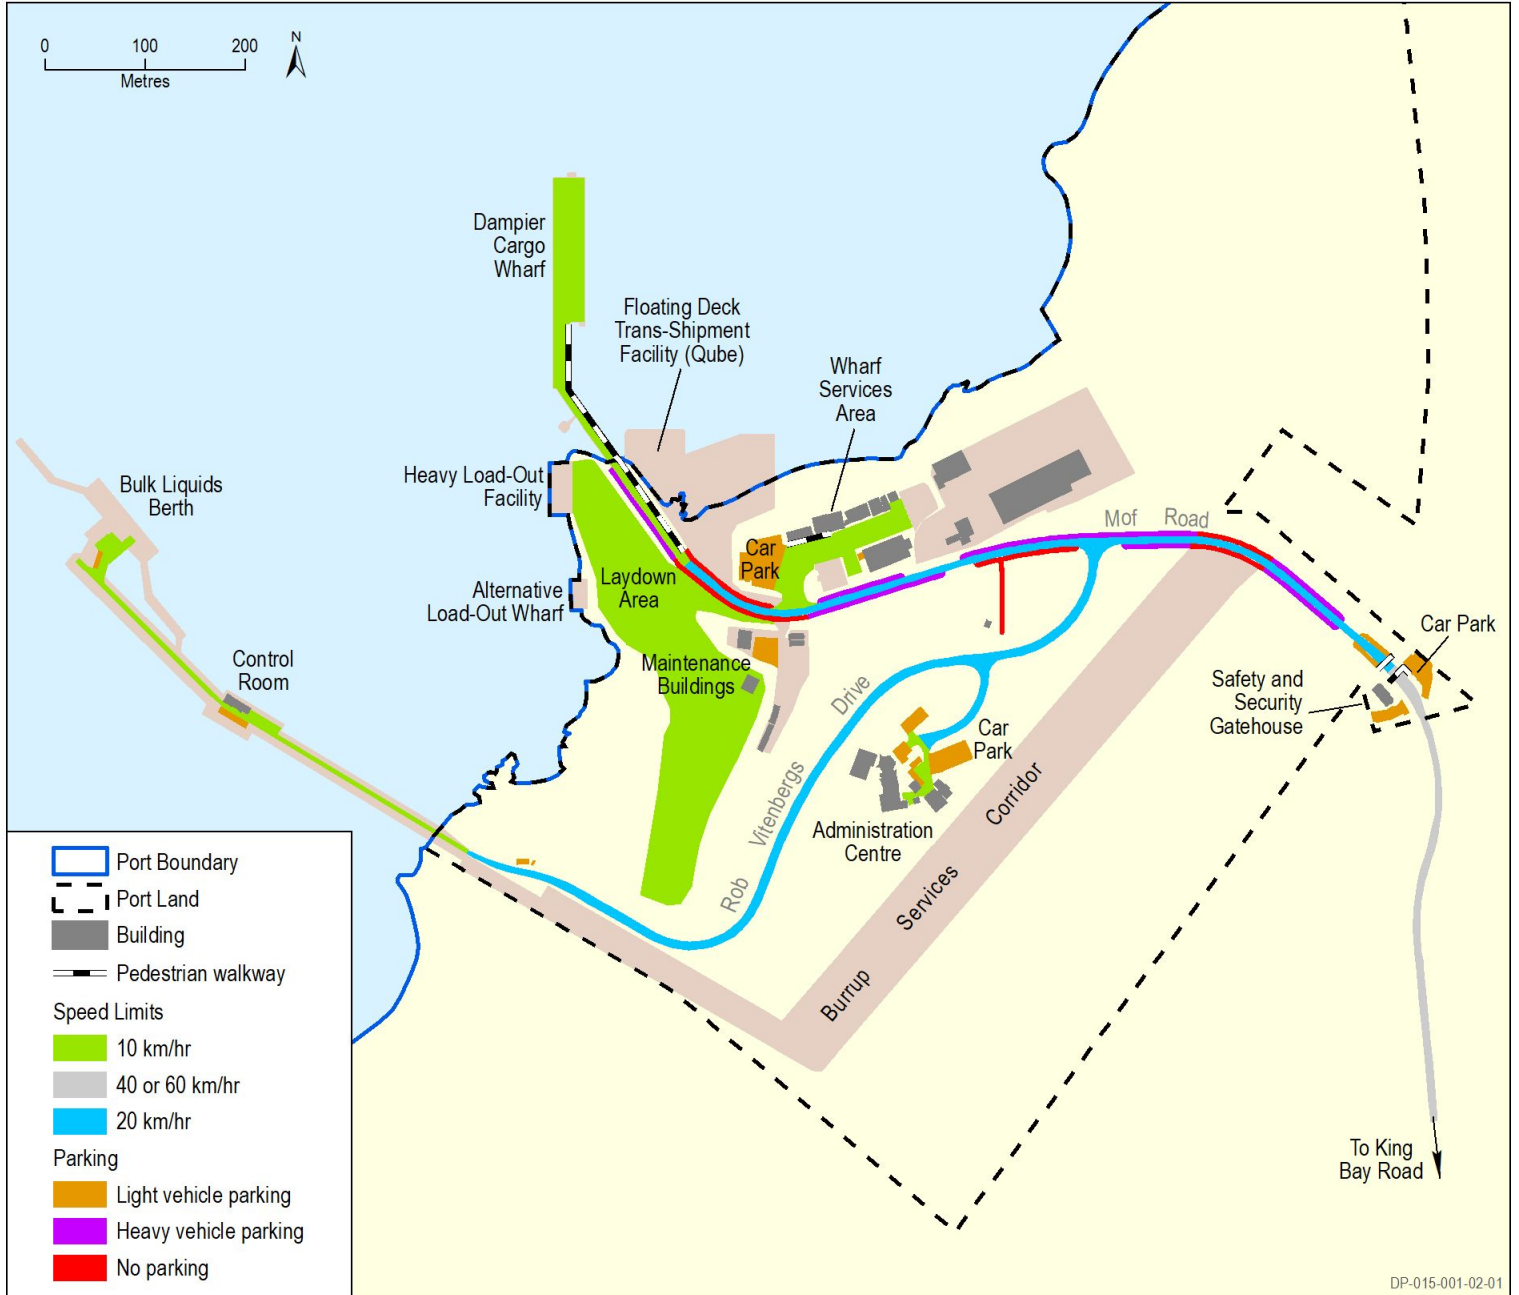 0 100 200
Metres
N
Dampier
Cargo
Wharf
Floating Deck
Trans-Shipment
Facility (Qube)
Wharf
Services
Area
Bulk Liquids
Berth
Heavy Load-Out
Facility
Mof Road
Car
Park
Laydown
Area
Alternative
Load-Out Wharf
Control
Room
Maintenance
Buildings
Car Park
Safety and
Security
Gatehouse
Rob Vitenbergs Drive
Car
Park
Administration
Centre
Burrup Services Corridor
To King
Bay Road
Port Boundary
Port Land
Building
Pedestrian walkway
Speed Limits
10 km/hr
40 or 60 km/hr
20 km/hr
Parking
Light vehicle parking
Heavy vehicle parking
No parking
DP-015-001-02-01